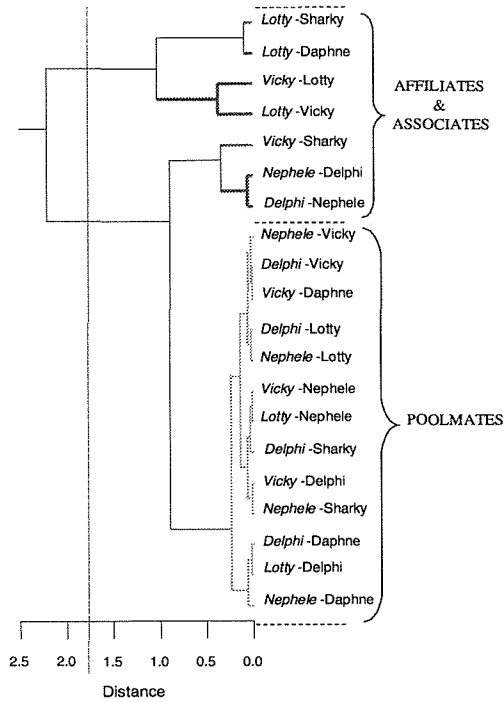 Lotty-Sharky
Lotty-Daphne
Vicky-Lotty
Lotty-Vicky
Vicky-Sharky
Nephele-Delphi
Delphi-Nephele
AFFILIATES
&
ASSOCIATES
Nephele-Vicky
Delphi-Vicky
Vicky-Daphne
Delphi-Lotty
Nephele-Lotty
Vicky-Nephele
Lotty-Nephele
Delphi-Sharky
Vicky-Delphi
Nephele-Sharky
Delphi-Daphne
Lotty-Delphi
Nephele-Daphne
POOLMATES
2.5 2.0 1.5 1.0 0.5 0.0
Distance